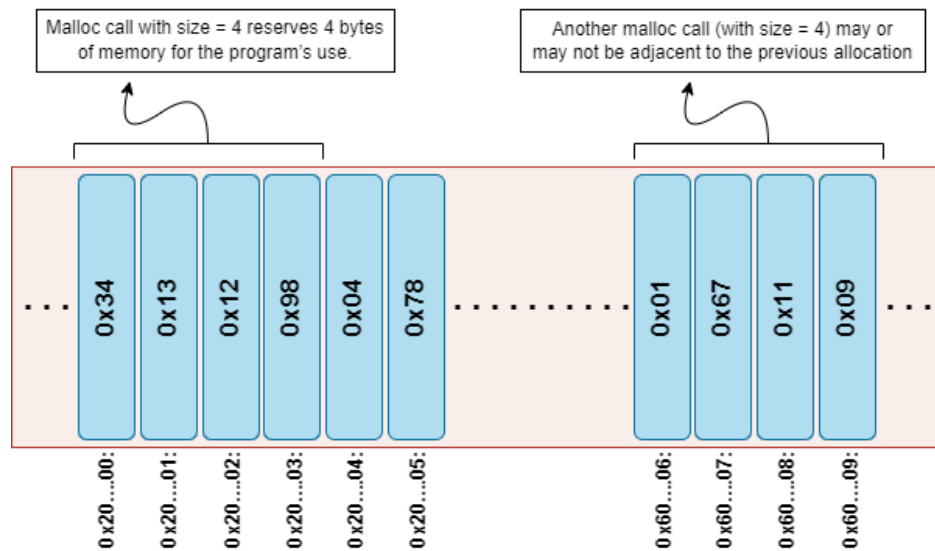 Malloc call with size = 4 reserves 4 bytes
of memory for the program's use.
Another malloc call (with size = 4) may or
may not be adjacent to the previous allocation
0x34
0x13
0x12
0x98
0x04
0x78
0x01
0x67
0x11
0x09
0x20....00:
0x20....01:
0x20....02:
0x20....03:
0x20....04:
0x20....05:
0x60....06:
0x60....07:
0x60....08:
0x60....09: